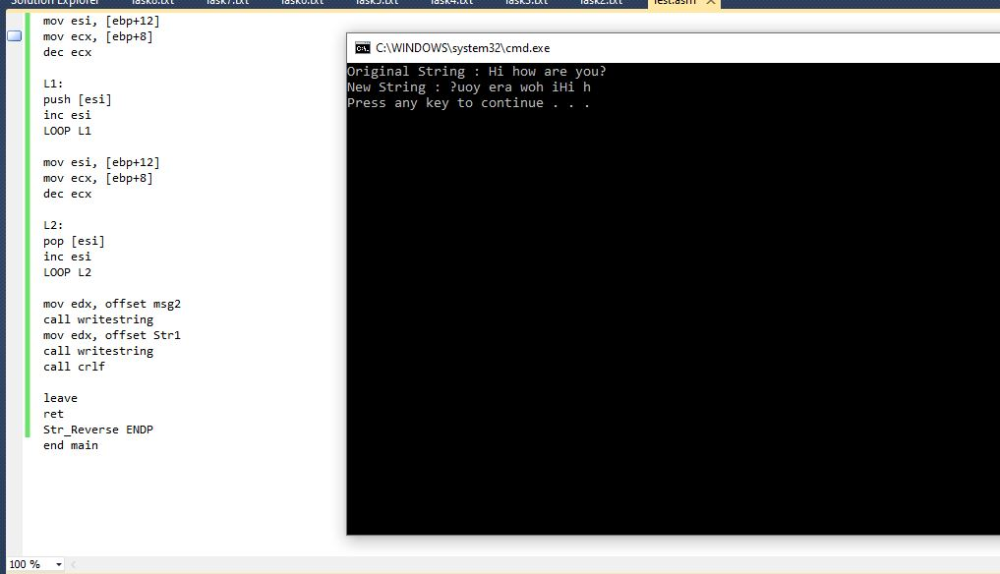 Solution Explorer Task8.txt Task7.txt Task6.txt Task5.txt Task4.txt Task3.txt Task2.txt Test.asm
mov esi, [ebp+12]
mov ecx, [ebp+8]
dec ecx
L1:
push [esi]
inc esi
LOOP L1
mov esi, [ebp+12]
mov ecx, [ebp+8]
dec ecx
L2:
pop [esi]
inc esi
LOOP L2
mov edx, offset msg2
call writestring
mov edx, offset Str1
call writestring
call crlf
leave
ret
Str_Reverse ENDP
end main
100 %
C:\WINDOWS\system32\cmd.exe
Original String : Hi how are you?
New String : ?uoy era woh iHi h
Press any key to continue . . .